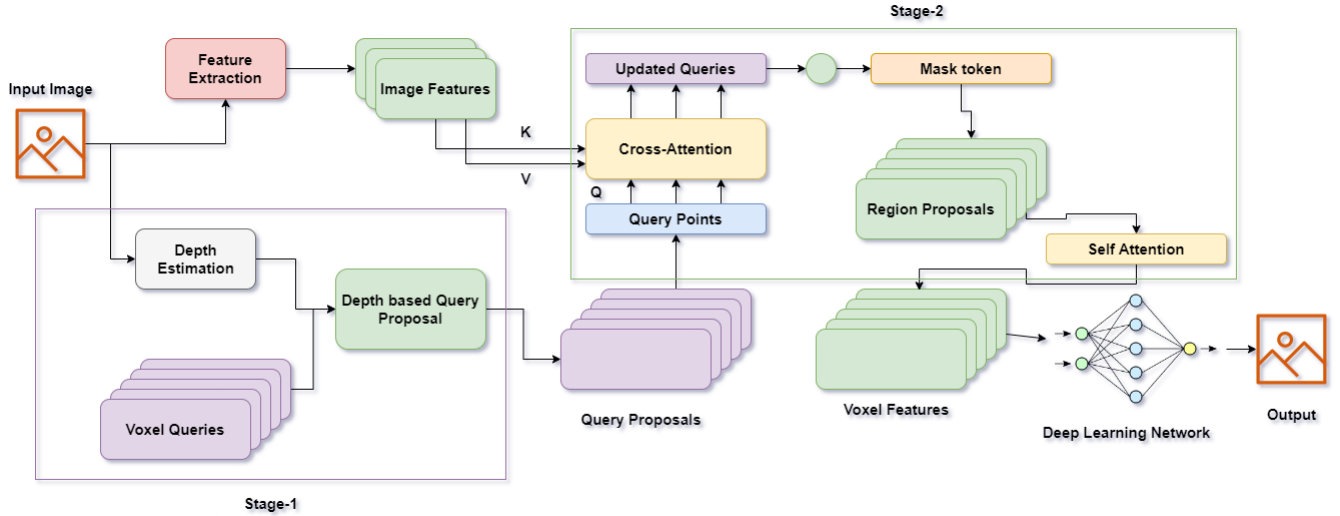 Stage-2
Feature
Extraction
Input Image
Image Features
Updated Queries
Mask token
K
Cross-Attention
V
Q
Query Points
Region Proposals
Self Attention
Depth
Estimation
Depth based Query
Proposal
Voxel Queries
Query Proposals
Voxel Features
Deep Learning Network
Output
Stage-1